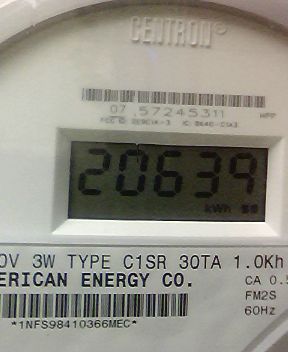 CENTRON®
07 57245311
20639
kWh
0V 3W TYPE C1SR 30TA 1.0Kh
ERICAN ENERGY CO.
CA 0.5
FM2S
60Hz
*1NFS98410366MEC*